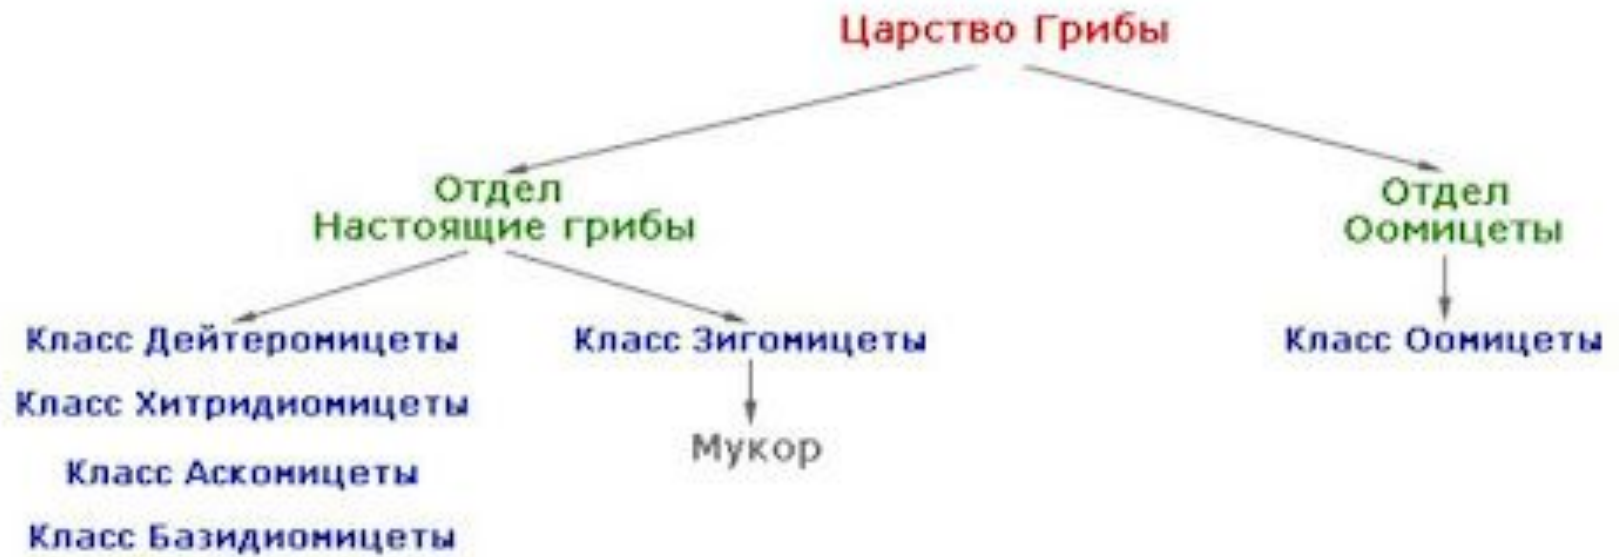 Царство Грибы
Отдел
Настоящие грибы
Отдел
Оомицеты
Класс Дейтеромицеты
Класс Зигомицеты
Класс Оомицеты
Класс Хитридиомицеты
Мукор
Класс Аскомицеты
Класс Базидиомицеты